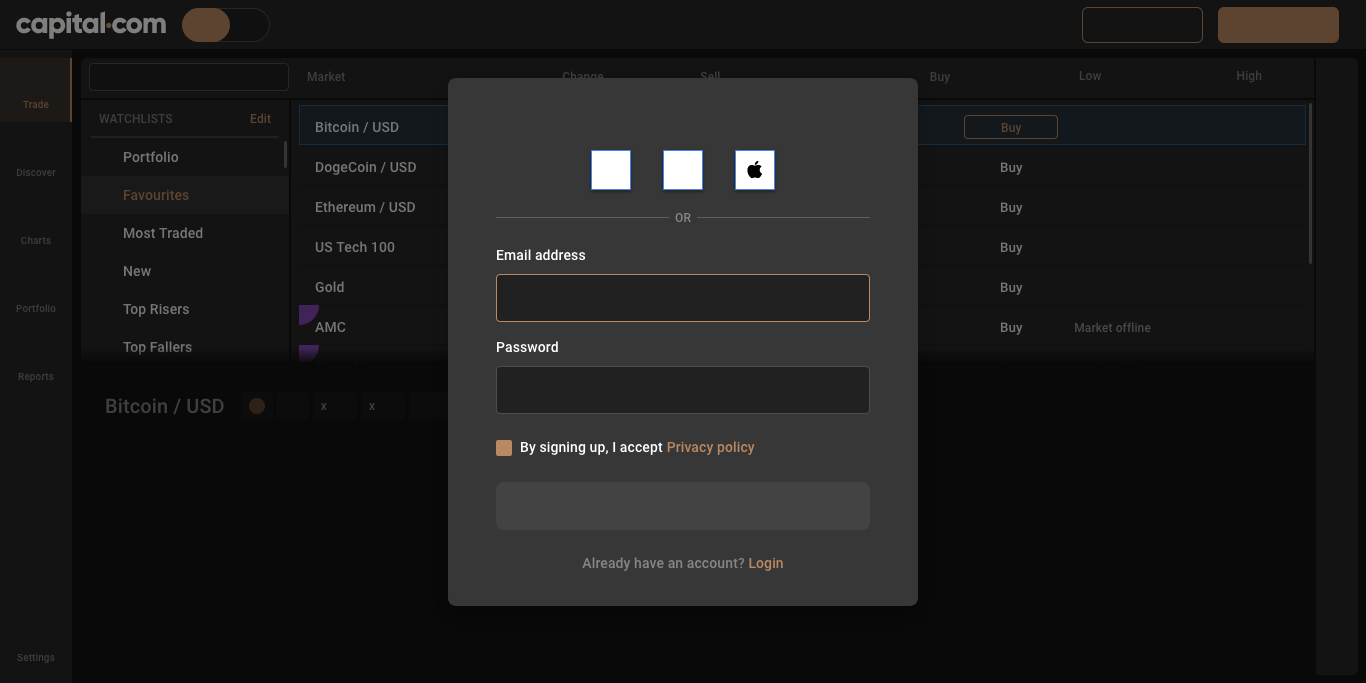 capital.com
Market Change Sell Buy Low High
Trade
WATCHLISTS Edit
Bitcoin / USD Buy
Portfolio
DogeCoin / USD Buy
Discover
Favourites
Ethereum / USD Buy
OR
Most Traded
Charts
US Tech 100 Buy
Email address
New
Gold Buy
Portfolio
Top Risers
AMC Buy Market offline
Top Fallers
Password
Reports
Bitcoin / USD x x
By signing up, I accept Privacy policy
Already have an account? Login
Settings